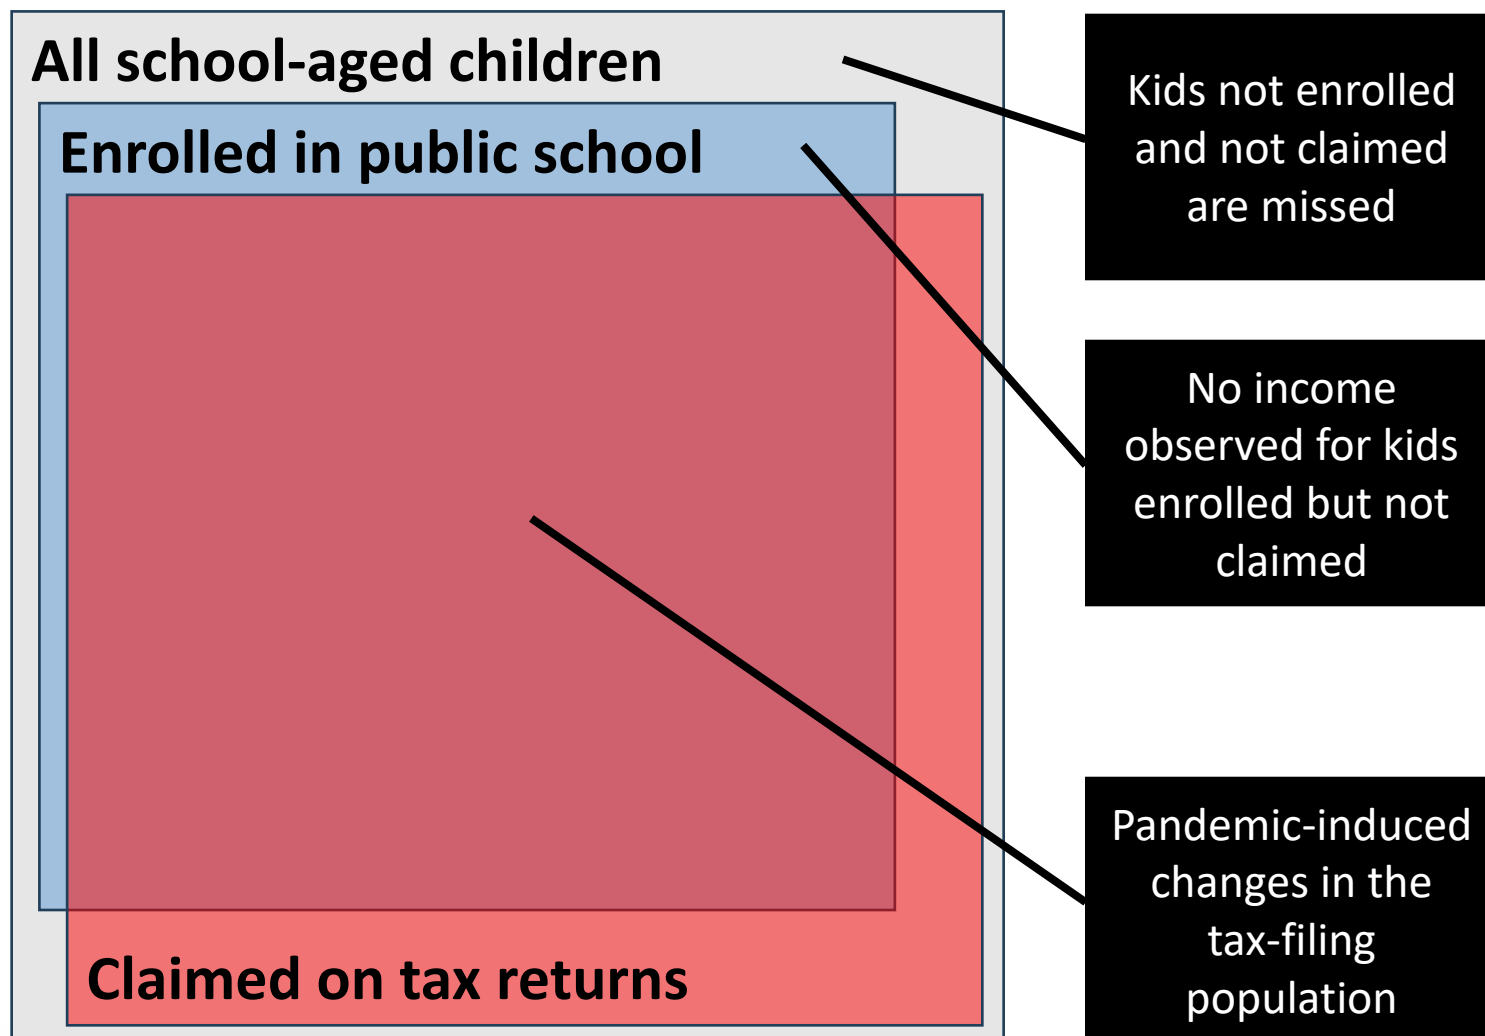 All school-aged children
Enrolled in public school
Claimed on tax returns
Kids not enrolled
and not claimed
are missed
No income
observed for kids
enrolled but not
claimed
Pandemic-induced
changes in the
tax-filing
population